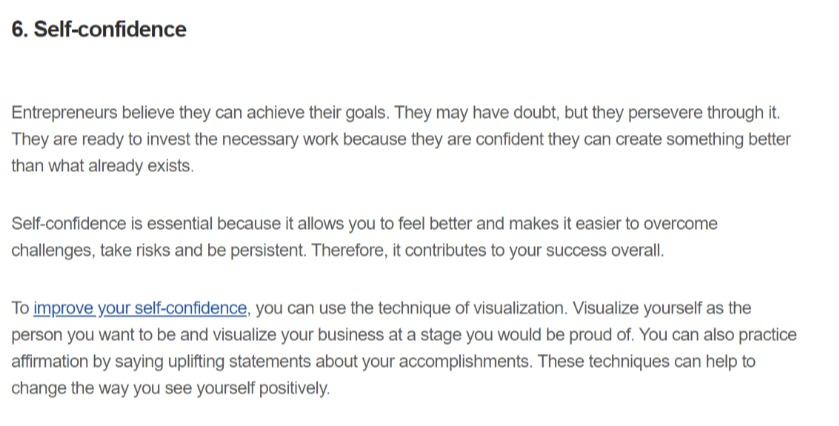 6. Self-confidence
Entrepreneurs believe they can achieve their goals. They may have doubt, but they persevere through it.
They are ready to invest the necessary work because they are confident they can create something better
than what already exists.
Self-confidence is essential because it allows you to feel better and makes it easier to overcome
challenges, take risks and be persistent. Therefore, it contributes to your success overall.
To improve your self-confidence, you can use the technique of visualization. Visualize yourself as the
person you want to be and visualize your business at a stage you would be proud of. You can also practice
affirmation by saying uplifting statements about your accomplishments. These techniques can help to
change the way you see yourself positively.